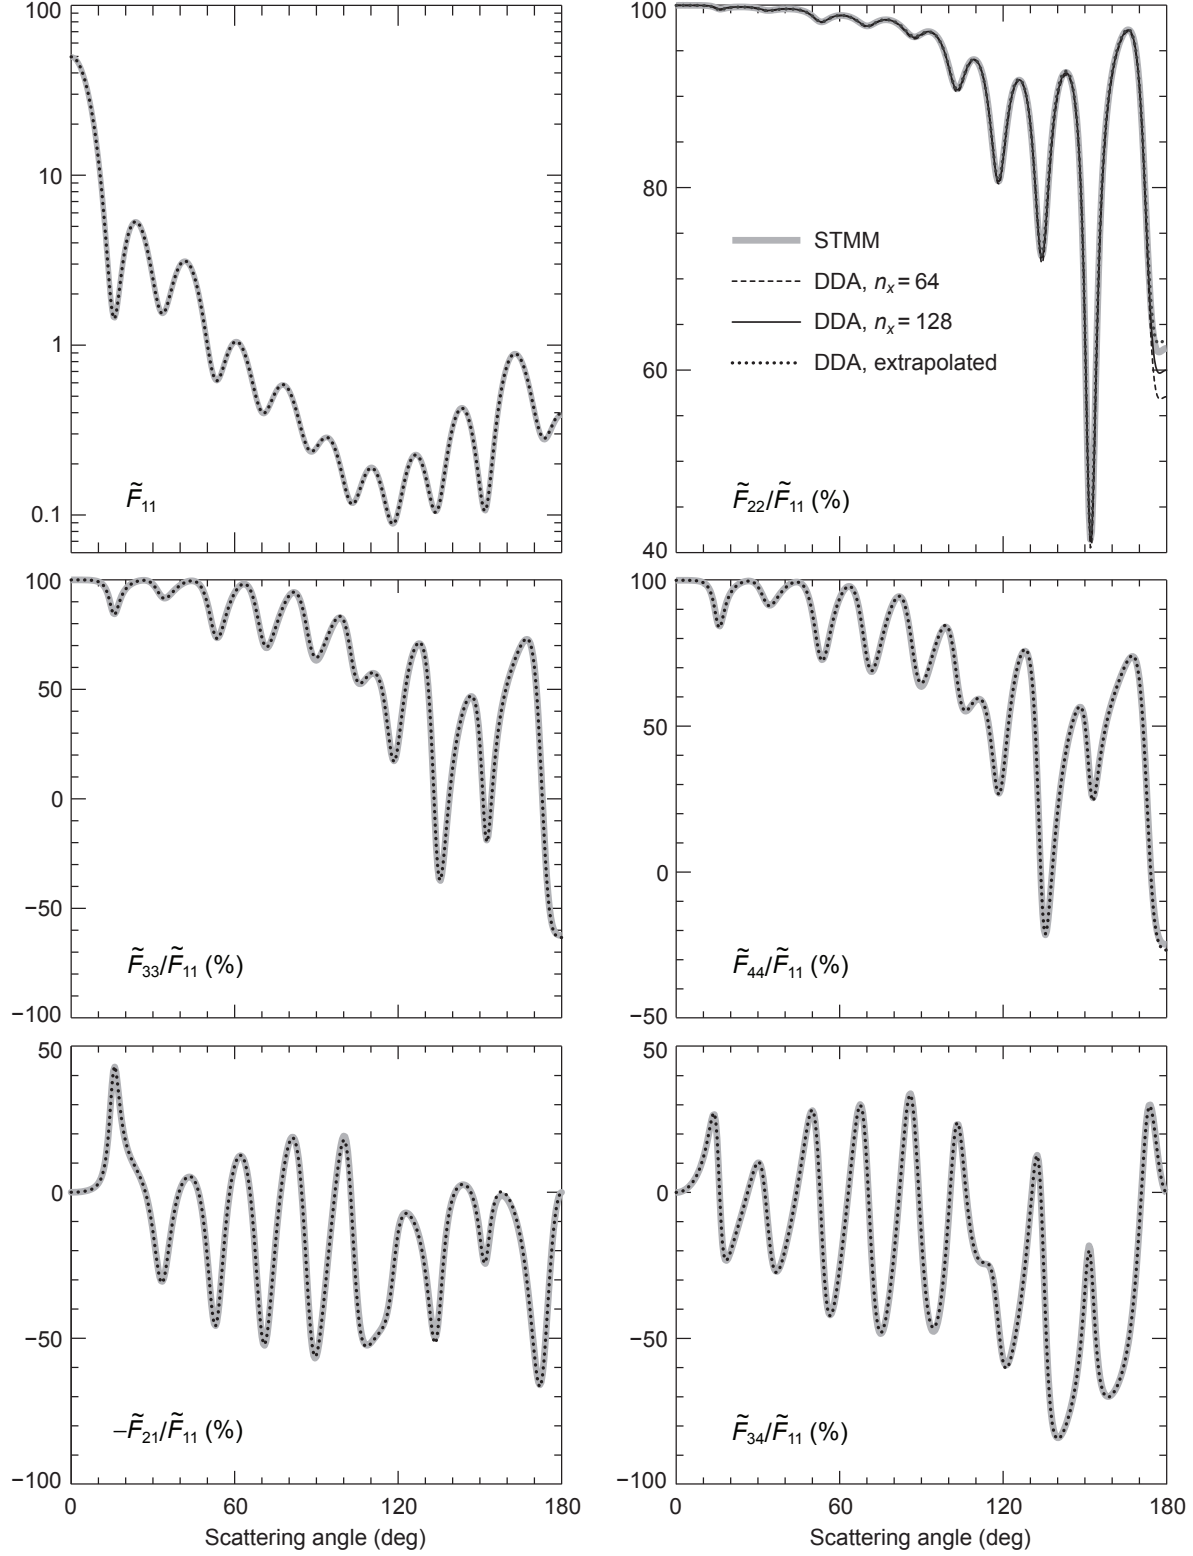 100
10
1
0.1
F̃₁₁
100
80
60
40
STMM
DDA, nₓ = 64
DDA, nₓ = 128
DDA, extrapolated
F̃₂₂/F̃₁₁ (%)
100
50
0
−50
−100
F̃₃₃/F̃₁₁ (%)
100
50
0
−50
F̃₄₄/F̃₁₁ (%)
50
0
−50
−100
−F̃₂₁/F̃₁₁ (%)
0 60 120 180
Scattering angle (deg)
50
0
−50
−100
F̃₃₄/F̃₁₁ (%)
0 60 120 180
Scattering angle (deg)